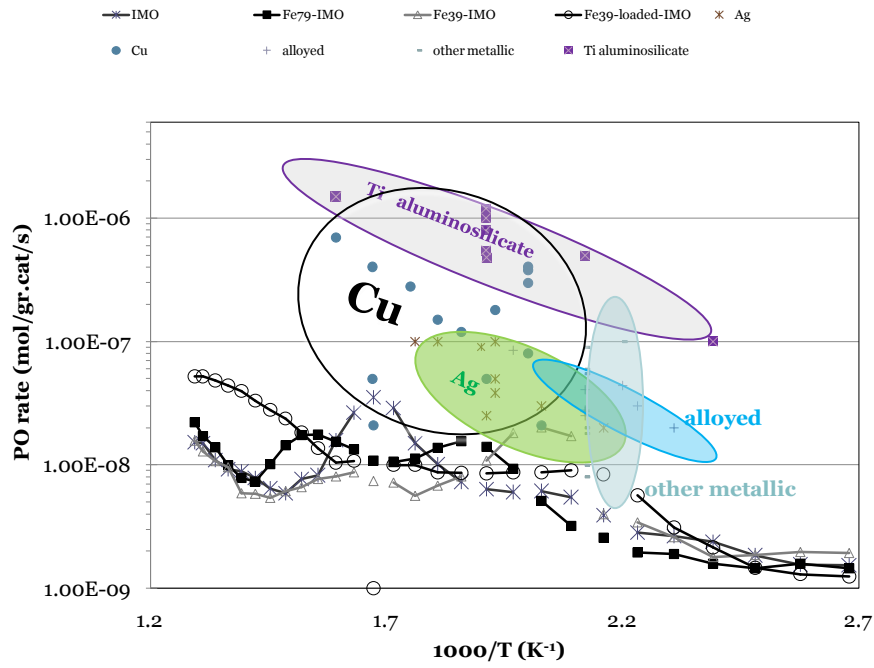 IMO Fe79-IMO Fe39-IMO Fe39-loaded-IMO Ag
Cu alloyed other metallic Ti aluminosilicate
PO rate (mol/gr.cat/s)
1.00E-06
1.00E-07
1.00E-08
1.00E-09
Ti aluminosilicate
Cu
Ag
alloyed
other metallic
1.2 1.7 2.2 2.7
1000/T (K⁻¹)